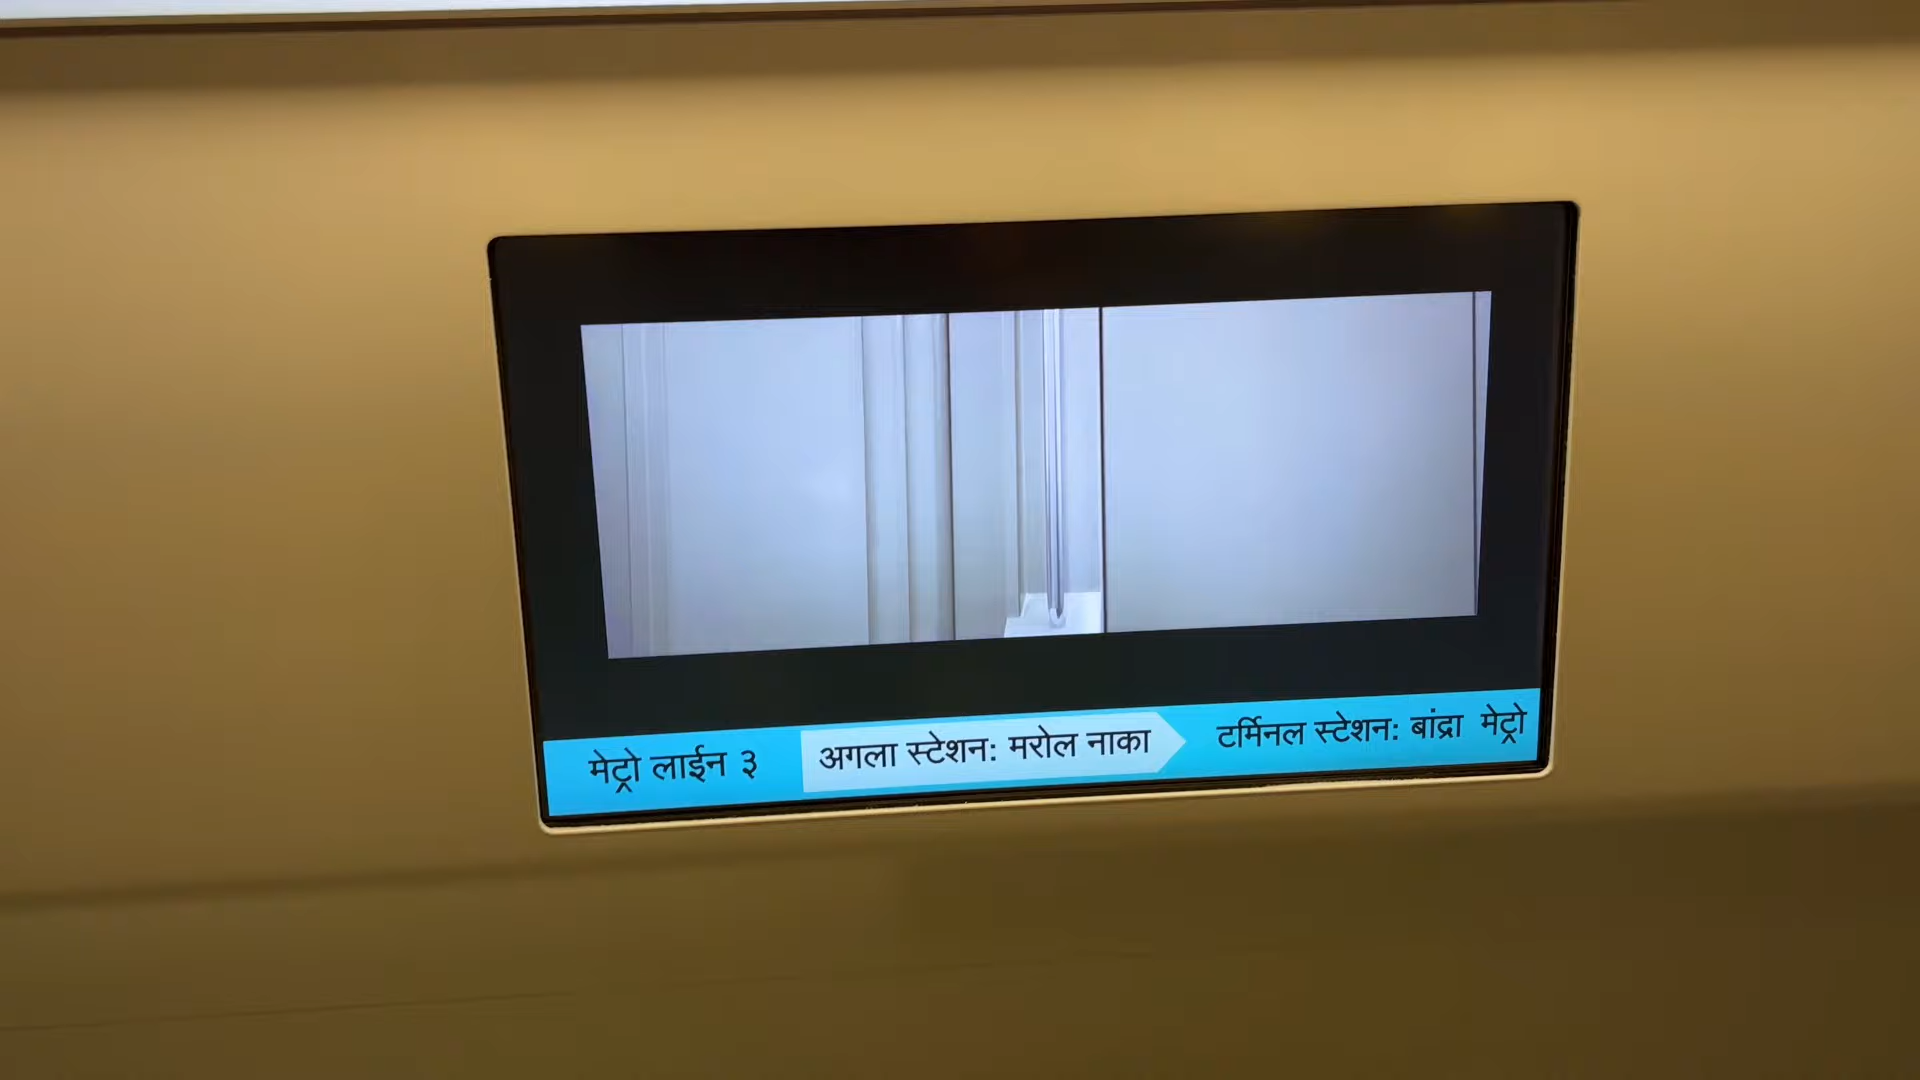 मेट्रो लाईन ३ अगला स्टेशन: मरोल नाका टर्मिनल स्टेशन: बांद्रा मेट्रो